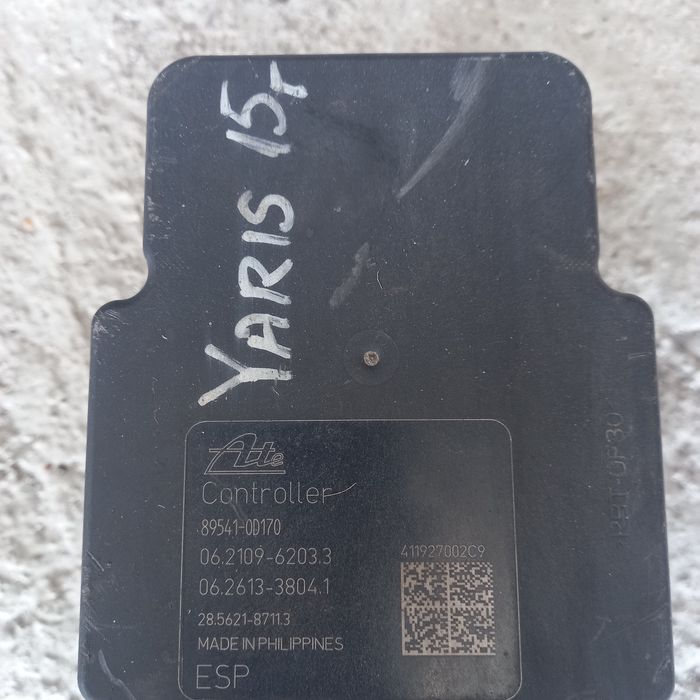 YARIS 15r
Ate
Controller
89541-0D170
06.2109-6203.3
06.2613-3804.1
28.5621-8711.3
MADE IN PHILIPPINES
ESP
411927002C9